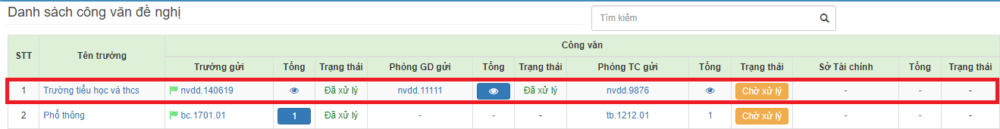 Danh sách công văn đề nghị
Tìm kiếm
STT Tên trường Công văn
Trường gửi Tổng Trạng thái Phòng GD gửi Tổng Trạng thái Phòng TC gửi Tổng Trạng thái Sở Tài chính Tổng Trạng thái
1 Trường tiểu học và thcs nvdd.140619 Đã xử lý nvdd.11111 Đã xử lý nvdd.9876 Chờ xử lý - - -
2 Phổ thông bc.1701.01 1 Đã xử lý - - - tb.1212.01 1 Chờ xử lý - - -